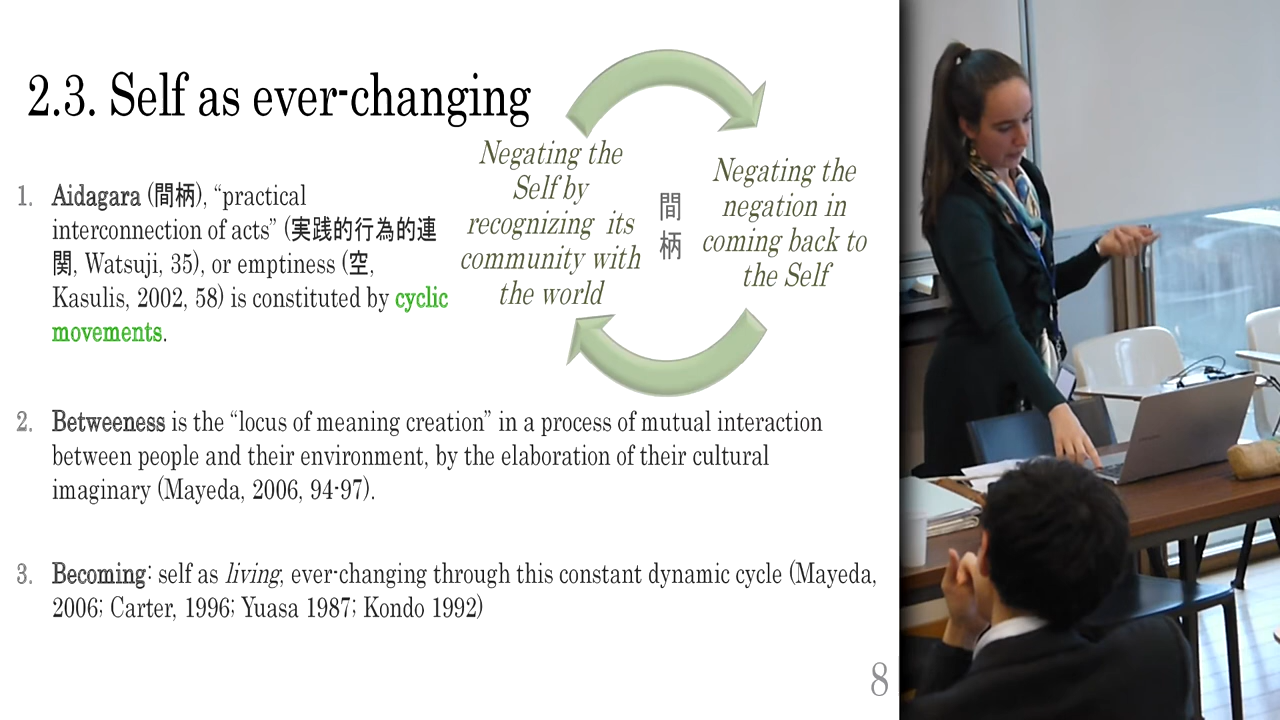 2.3. Self as ever-changing
1. Aidagara (間柄), “practical
interconnection of acts” (実践的行為的連
関, Watsuji, 35), or emptiness (空,
Kasulis, 2002, 58) is constituted by cyclic
movements.
Negating the
Self by
recognizing its
community with
the world
間
柄
Negating the
negation in
coming back to
the Self
2. Betweeness is the “locus of meaning creation” in a process of mutual interaction
between people and their environment, by the elaboration of their cultural
imaginary (Mayeda, 2006, 94-97).
3. Becoming: self as living, ever-changing through this constant dynamic cycle (Mayeda,
2006; Carter, 1996; Yuasa 1987; Kondo 1992)
8